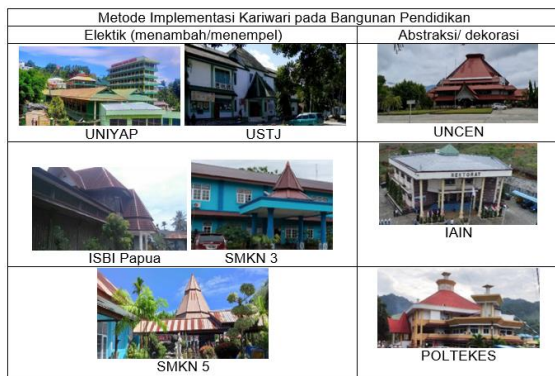 Metode Implementasi Kariwari pada Bangunan Pendidikan
Elektik (menambah/menempel)
Abstraksi/ dekorasi
UNIYAP
USTJ
UNCEN
REKTORAT
ISBI Papua
SMKN 3
IAIN
SMKN 5
POLTEKES